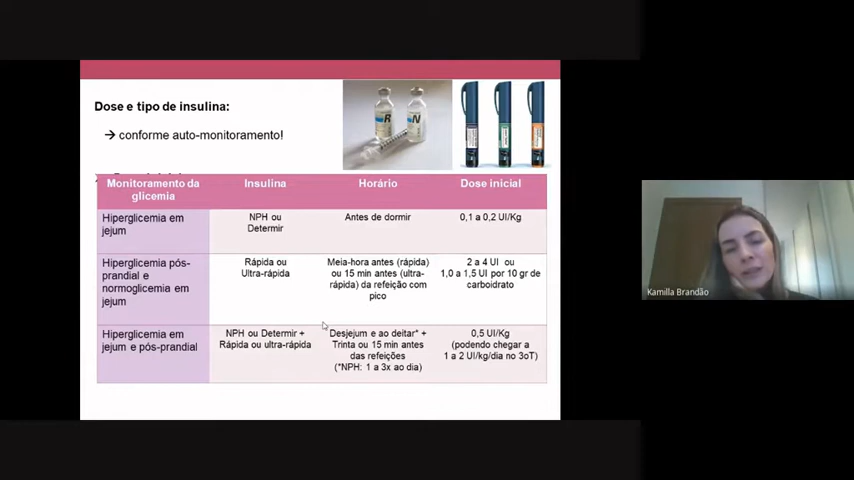 Dose e tipo de insulina:
→ conforme auto-monitoramento!
R
N
Monitoramento da
glicemia
Insulina
Horário
Dose inicial
Hiperglicemia em
jejum
NPH ou
Determir
Antes de dormir
0,1 a 0,2 UI/Kg
Hiperglicemia pós-
prandial e
normoglicemia em
jejum
Rápida ou
Ultra-rápida
Meia-hora antes (rápida)
ou 15 min antes (ultra-
rápida) da refeição com
pico
2 a 4 UI ou
1,0 a 1,5 UI por 10 gr de
carboidrato
Hiperglicemia em
jejum e pós-prandial
NPH ou Determir +
Rápida ou ultra-rápida
Desjejum e ao deitar* +
Trinta ou 15 min antes
das refeições
(*NPH: 1 a 3x ao dia)
0,5 UI/Kg
(podendo chegar a
1 a 2 UI/kg/dia no 3oT)
Kamilla Brandão